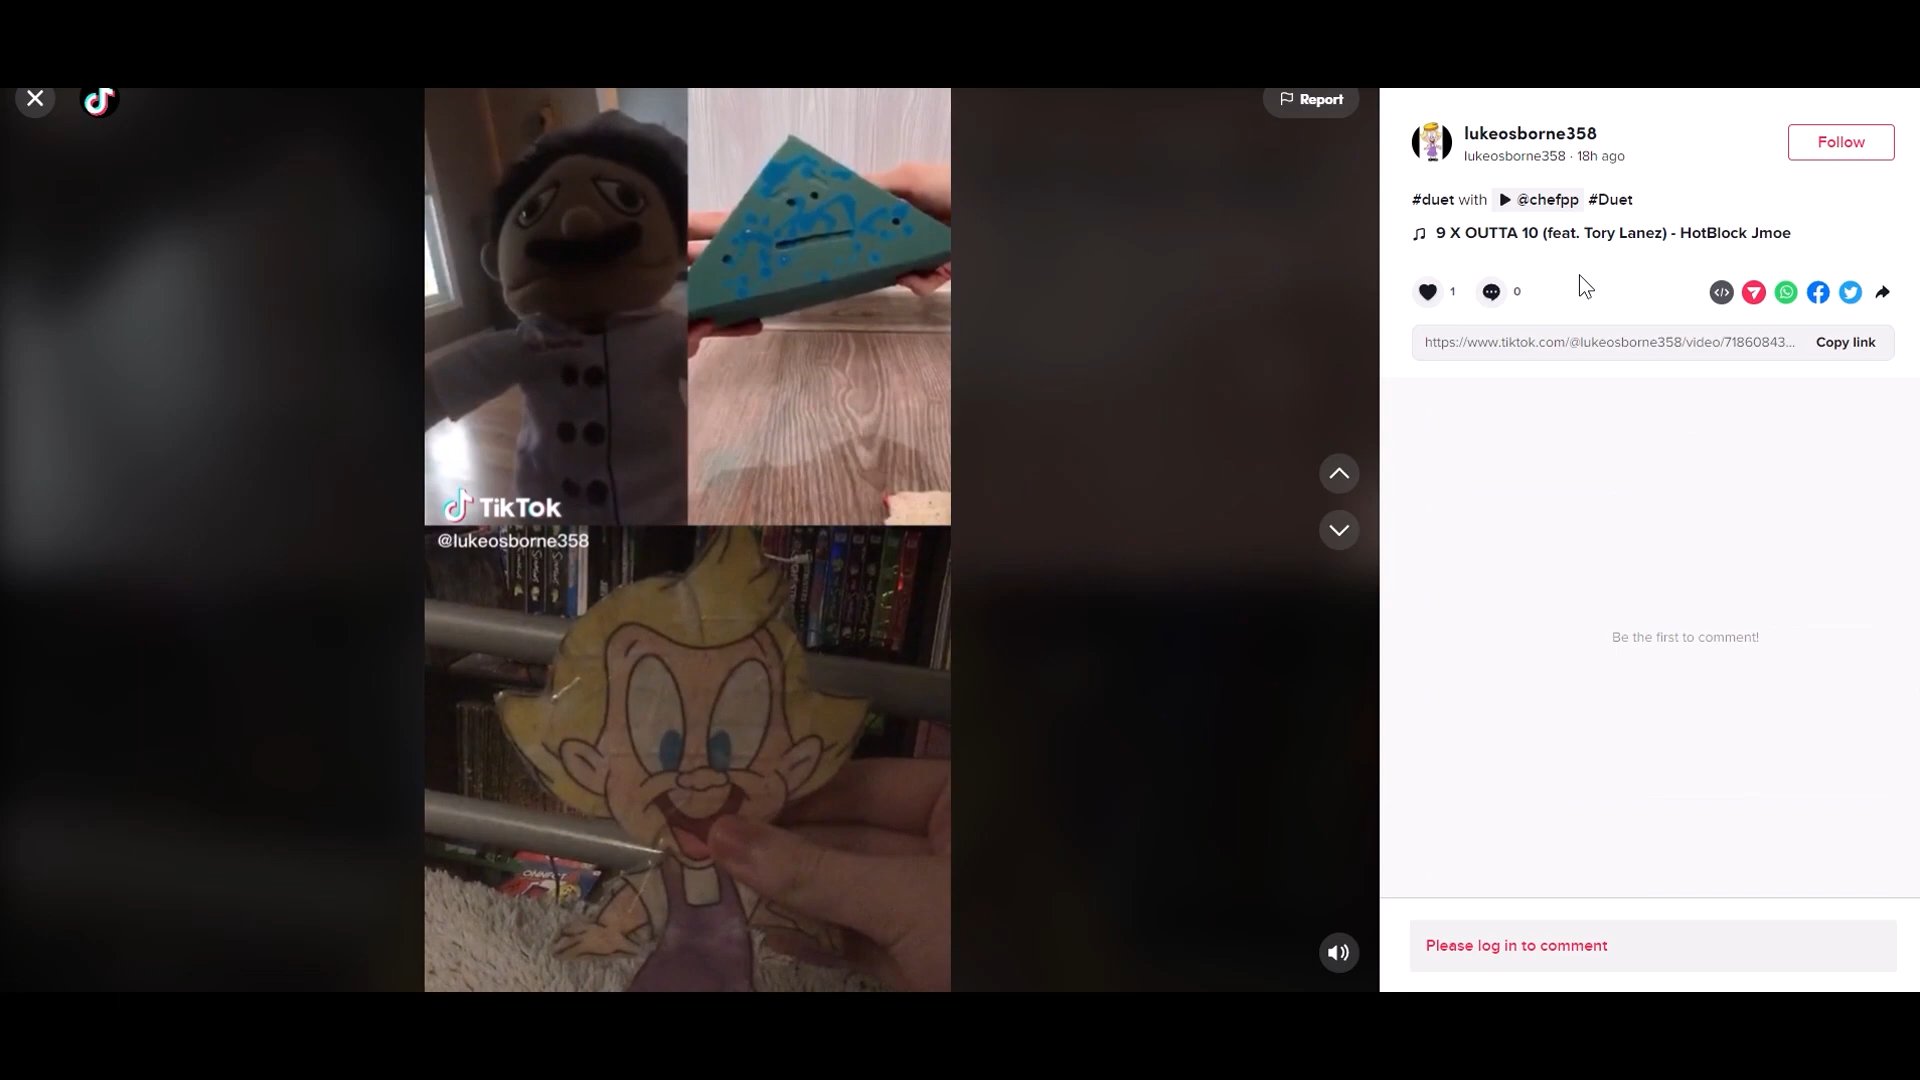 Report
lukeosborne358
lukeosborne358 · 18h ago
Follow
#duet with @chefpp #Duet
9 X OUTTA 10 (feat. Tory Lanez) - HotBlock Jmoe
1
0
https://www.tiktok.com/@lukeosborne358/video/71860843...
Copy link
TikTok
@lukeosborne358
Be the first to comment!
Please log in to comment